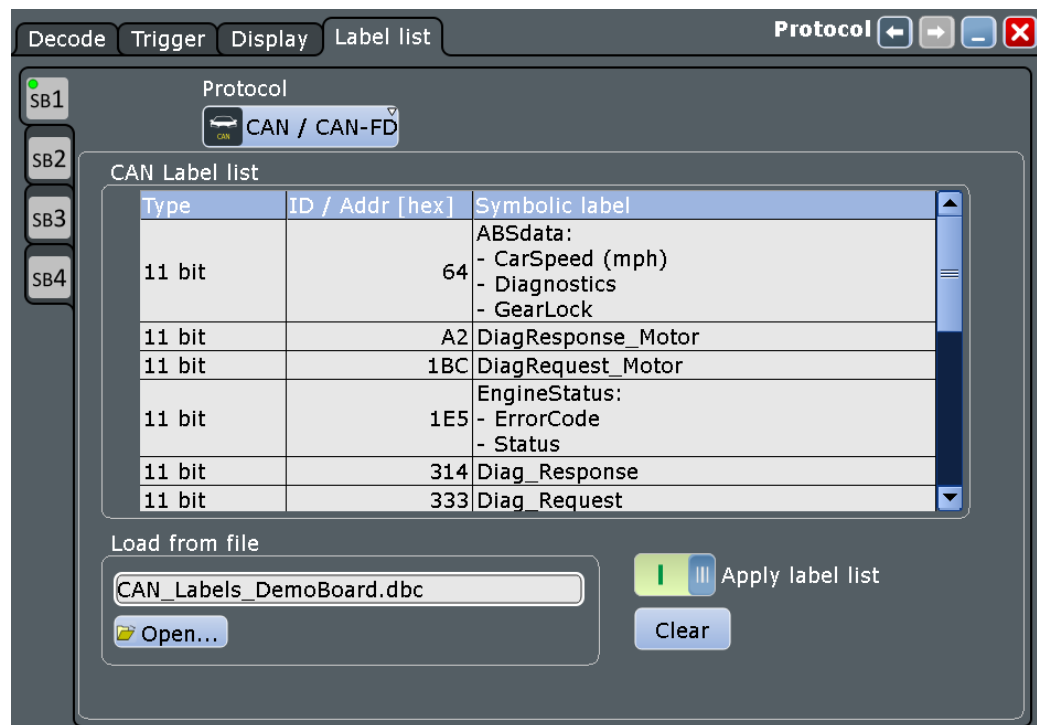 Decode Trigger Display Label list Protocol
SB1
SB2
SB3
SB4
Protocol
CAN CAN / CAN-FD
CAN Label list
Type ID / Addr [hex] Symbolic label
11 bit 64 ABSdata:
- CarSpeed (mph)
- Diagnostics
- GearLock
11 bit A2 DiagResponse_Motor
11 bit 1BC DiagRequest_Motor
11 bit 1E5 EngineStatus:
- ErrorCode
- Status
11 bit 314 Diag_Response
11 bit 333 Diag_Request
Load from file
CAN_Labels_DemoBoard.dbc
Open...
Apply label list
Clear